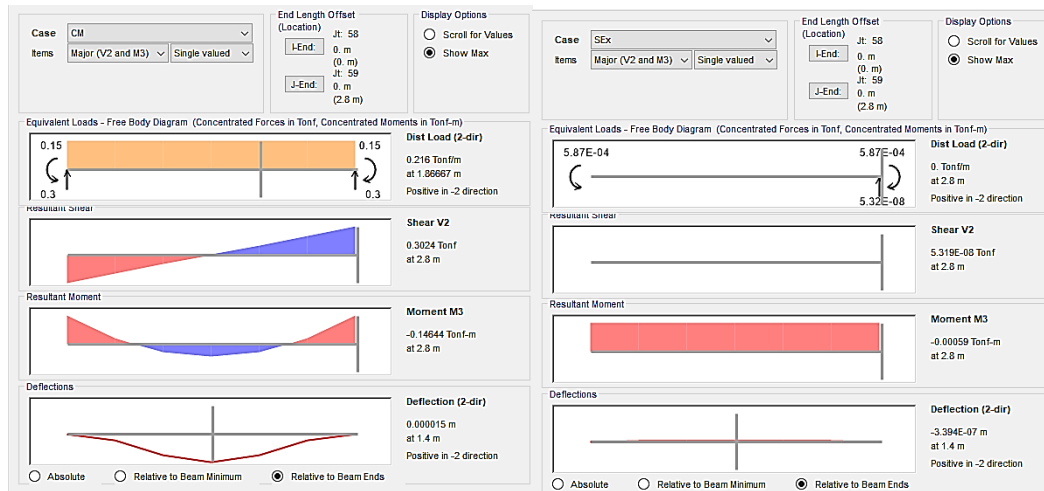 Case CM
Items Major (V2 and M3) Single valued
End Length Offset
(Location)
I-End:
Jt: 58
0. m
(0. m)
J-End:
Jt: 59
0. m
(2.8 m)
Display Options
Scroll for Values
Show Max
Equivalent Loads - Free Body Diagram (Concentrated Forces in Tonf, Concentrated Moments in Tonf-m)
0.15
0.15
0.3
0.3
Dist Load (2-dir)
0.216 Tonf/m
at 1.86667 m
Positive in -2 direction
Resultant Shear
Shear V2
0.3024 Tonf
at 2.8 m
Resultant Moment
Moment M3
-0.14644 Tonf-m
at 2.8 m
Deflections
Deflection (2-dir)
0.000015 m
at 1.4 m
Positive in -2 direction
Absolute Relative to Beam Minimum Relative to Beam Ends
Case SEx
Items Major (V2 and M3) Single valued
End Length Offset
(Location)
I-End:
Jt: 58
0. m
(0. m)
J-End:
Jt: 59
0. m
(2.8 m)
Display Options
Scroll for Values
Show Max
Equivalent Loads - Free Body Diagram (Concentrated Forces in Tonf, Concentrated Moments in Tonf-m)
5.87E-04
5.87E-04
5.32E-08
Dist Load (2-dir)
0. Tonf/m
at 2.8 m
Positive in -2 direction
Resultant Shear
Shear V2
5.319E-08 Tonf
at 2.8 m
Resultant Moment
Moment M3
-0.00059 Tonf-m
at 2.8 m
Deflections
Deflection (2-dir)
-3.394E-07 m
at 1.4 m
Positive in -2 direction
Absolute Relative to Beam Minimum Relative to Beam Ends